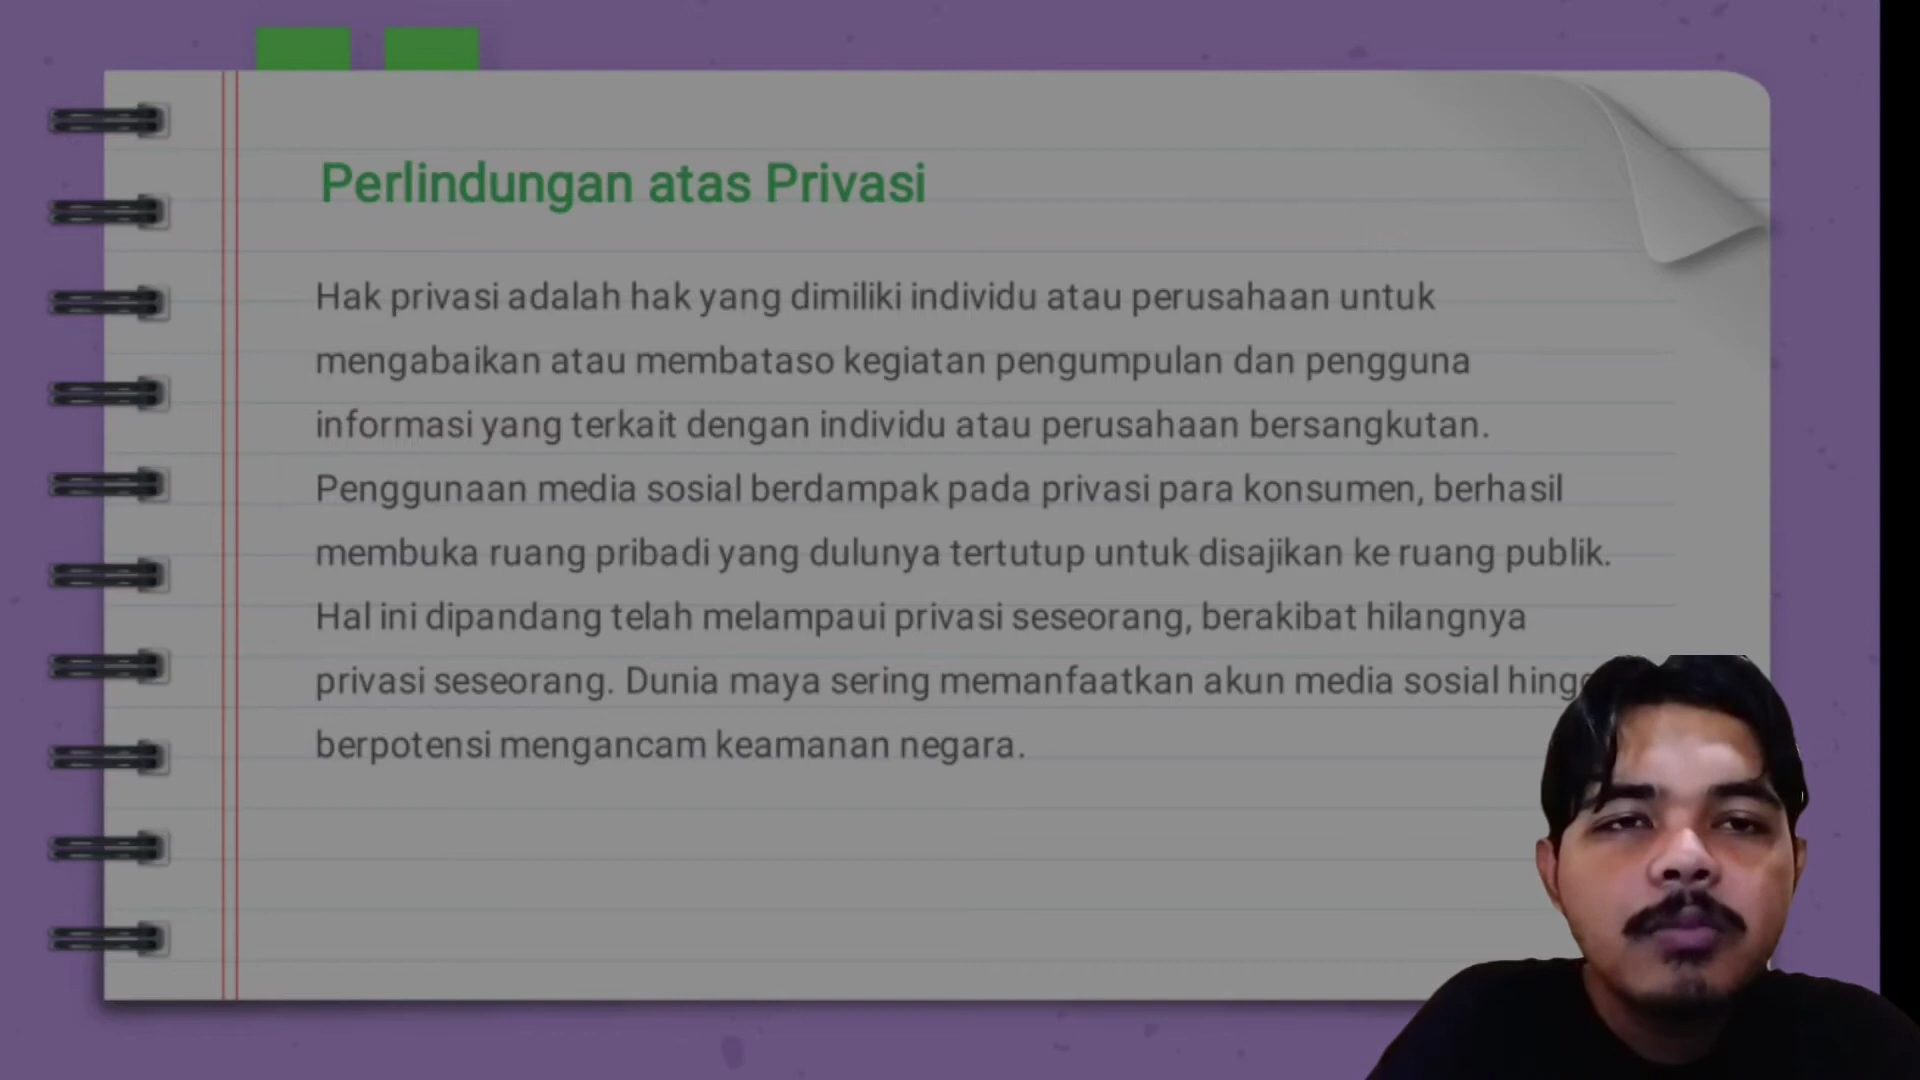 Perlindungan atas Privasi
Hak privasi adalah hak yang dimiliki individu atau perusahaan untuk
mengabaikan atau membataso kegiatan pengumpulan dan pengguna
informasi yang terkait dengan individu atau perusahaan bersangkutan.
Penggunaan media sosial berdampak pada privasi para konsumen, berhasil
membuka ruang pribadi yang dulunya tertutup untuk disajikan ke ruang publik.
Hal ini dipandang telah melampaui privasi seseorang, berakibat hilangnya
privasi seseorang. Dunia maya sering memanfaatkan akun media sosial
berpotensi mengancam keamanan negara.